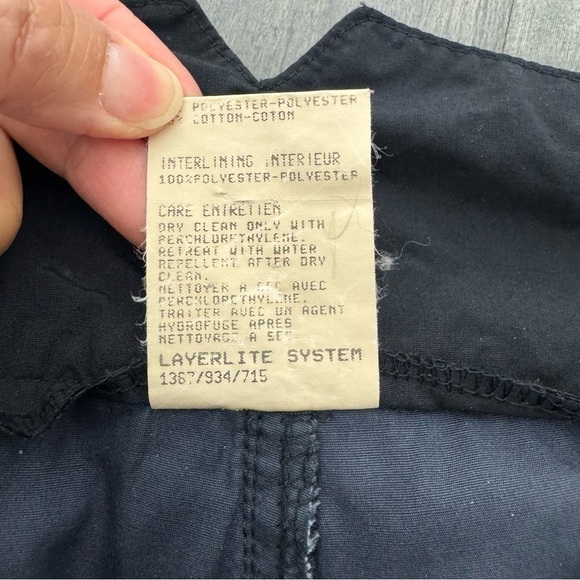 POLYESTER-POLYESTER
COTTON-COTON
INTERLINING INTERIEUR
100%POLYESTER-POLYESTER
CARE ENTRETIEN
DRY CLEAN ONLY WITH
PERCHLORETHYLENE.
RETREAT WITH WATER
REPELLENT AFTER DRY
CLEAN.
NETTOYER A SEC AVEC
PERCHLORETHYLENE.
TRAITER AVEC UN AGENT
HYDROFUGE APRES
NETTOYAGE A SEC
LAYERLITE SYSTEM
1367/934/715